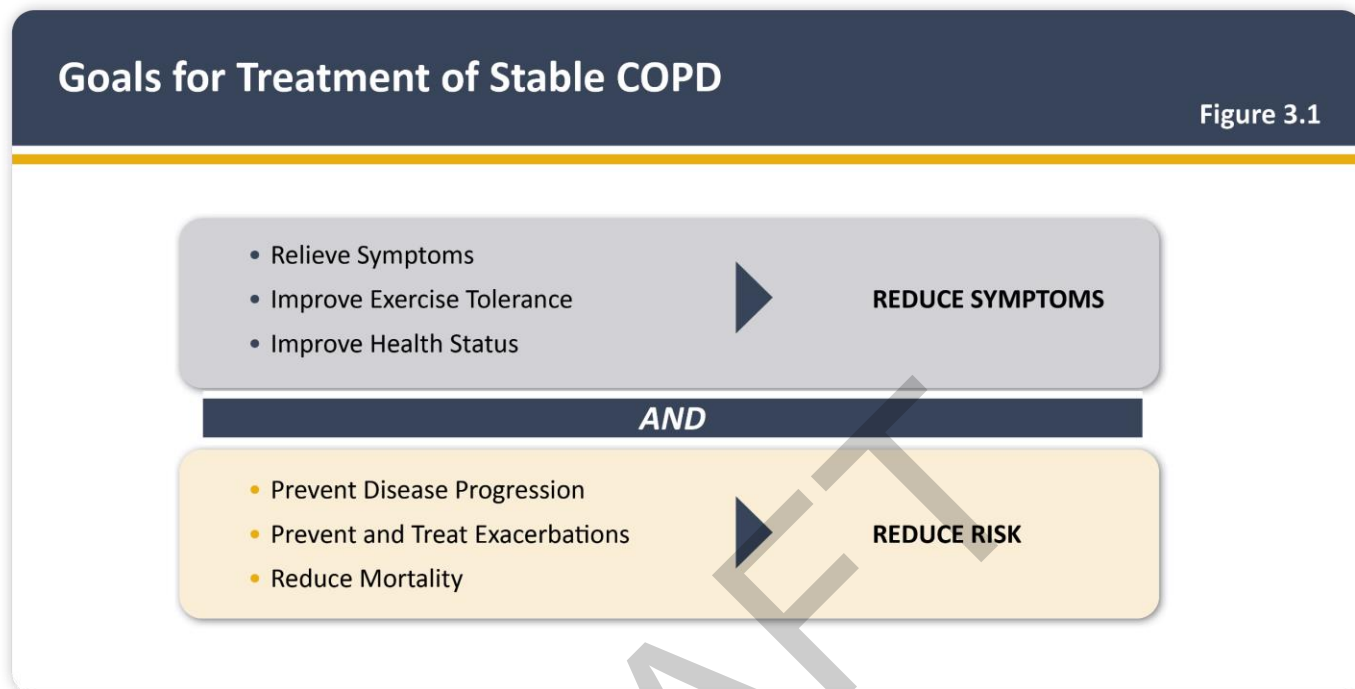 Goals for Treatment of Stable COPD
Figure 3.1
• Relieve Symptoms
• Improve Exercise Tolerance
• Improve Health Status
REDUCE SYMPTOMS
AND
• Prevent Disease Progression
• Prevent and Treat Exacerbations
• Reduce Mortality
REDUCE RISK
AFT